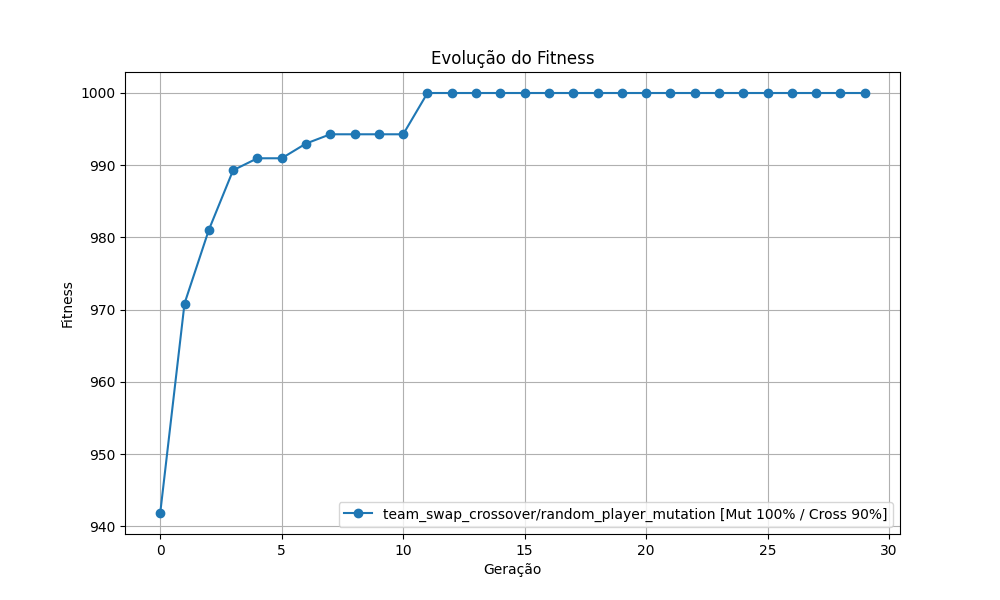 Evolução do Fitness
Fitness
1000
990
980
970
960
950
940
team_swap_crossover/random_player_mutation [Mut 100% / Cross 90%]
0 5 10 15 20 25 30
Geração